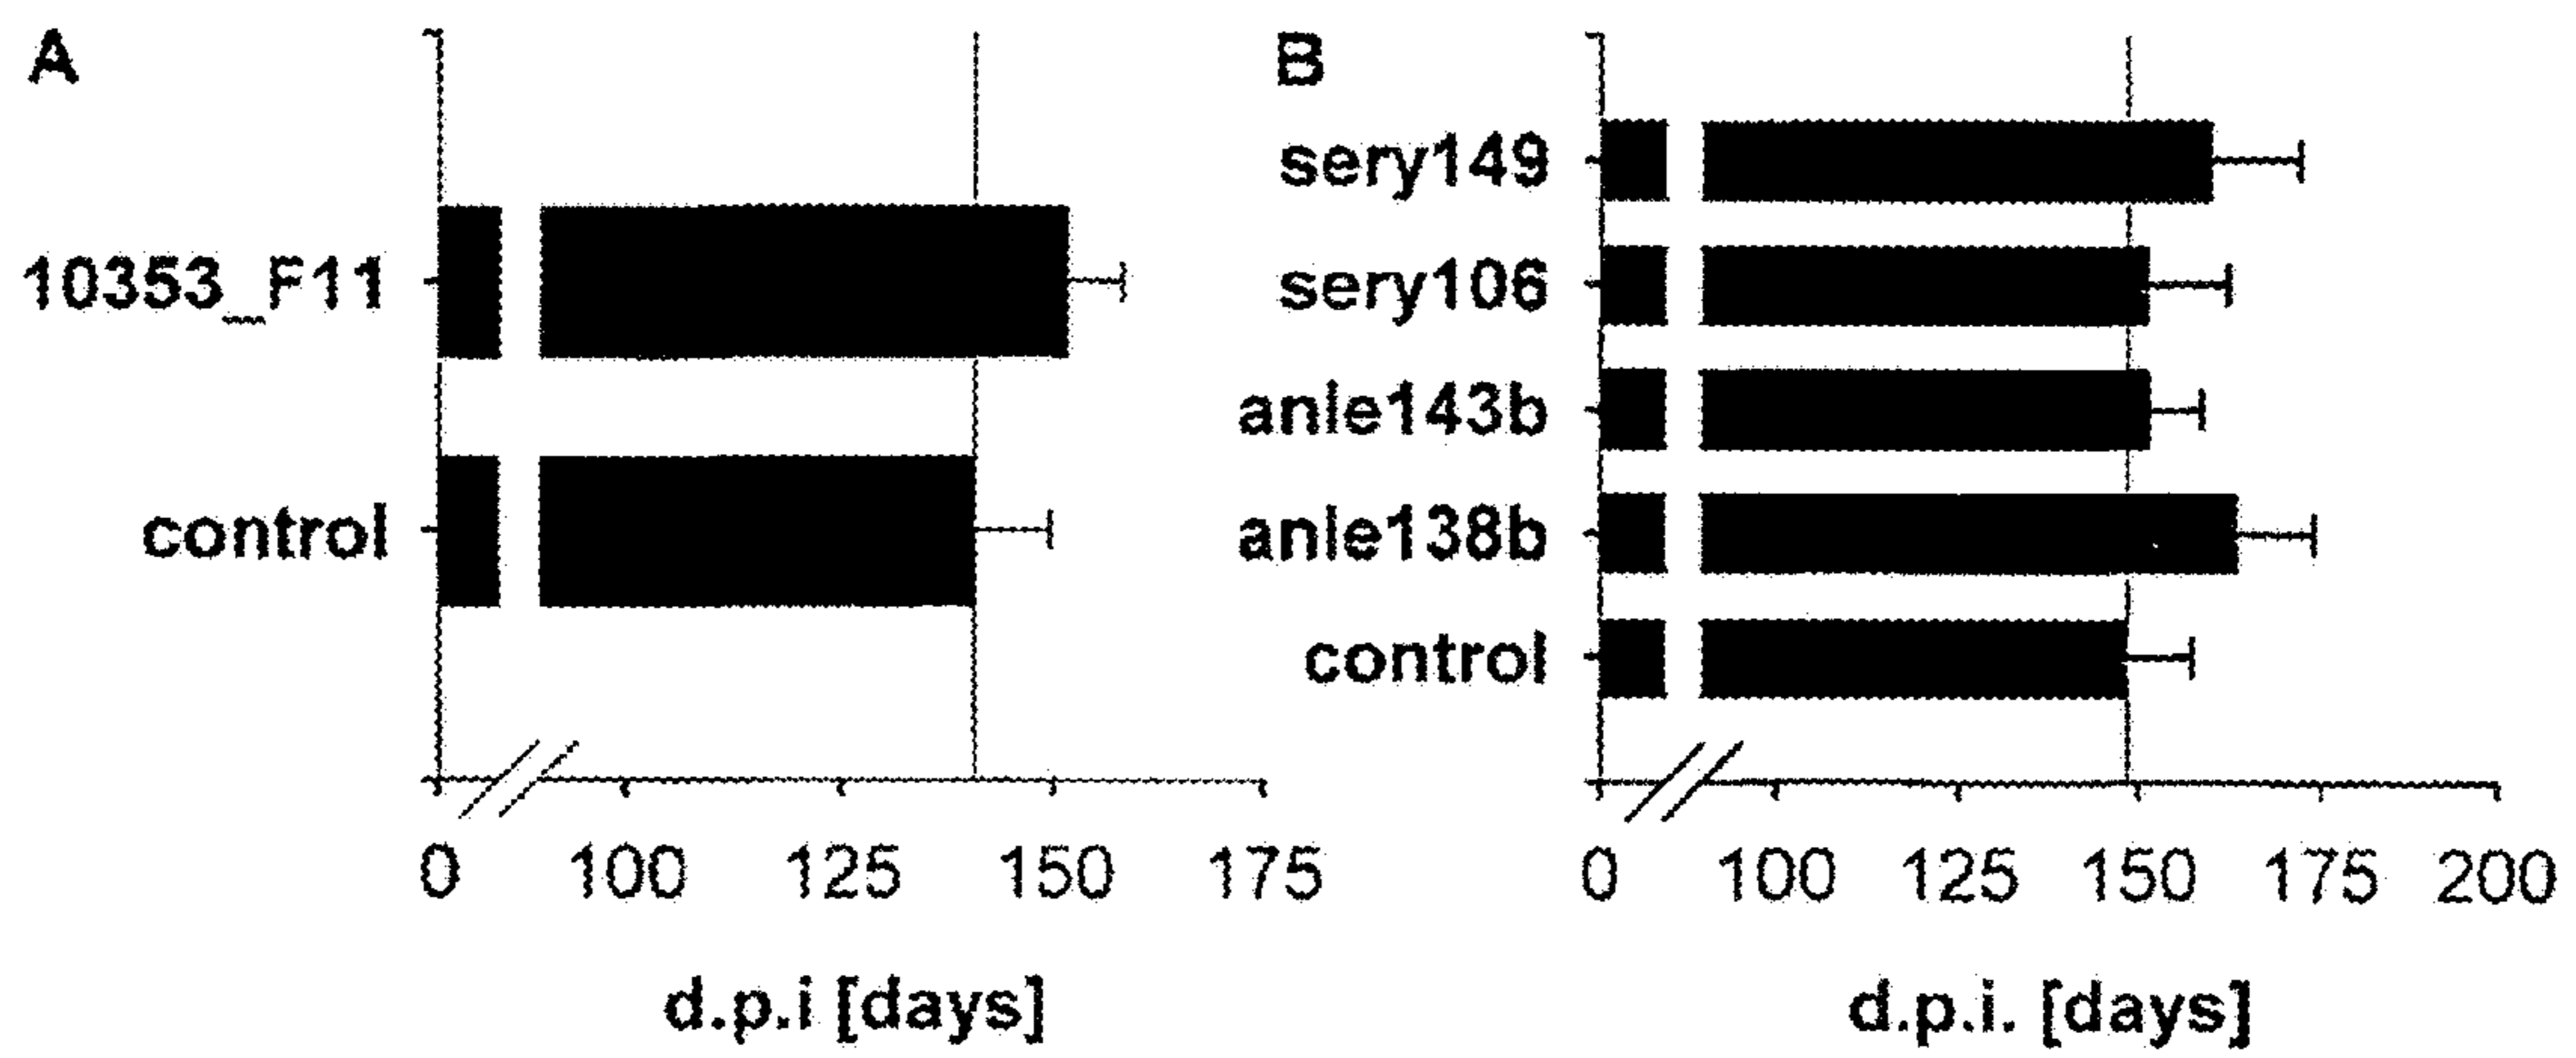 A
10353_F11
control
0 100 125 150 175
d.p.i [days]
B
sery149
sery106
anle143b
anle138b
control
0 100 125 150 175 200
d.p.i. [days]